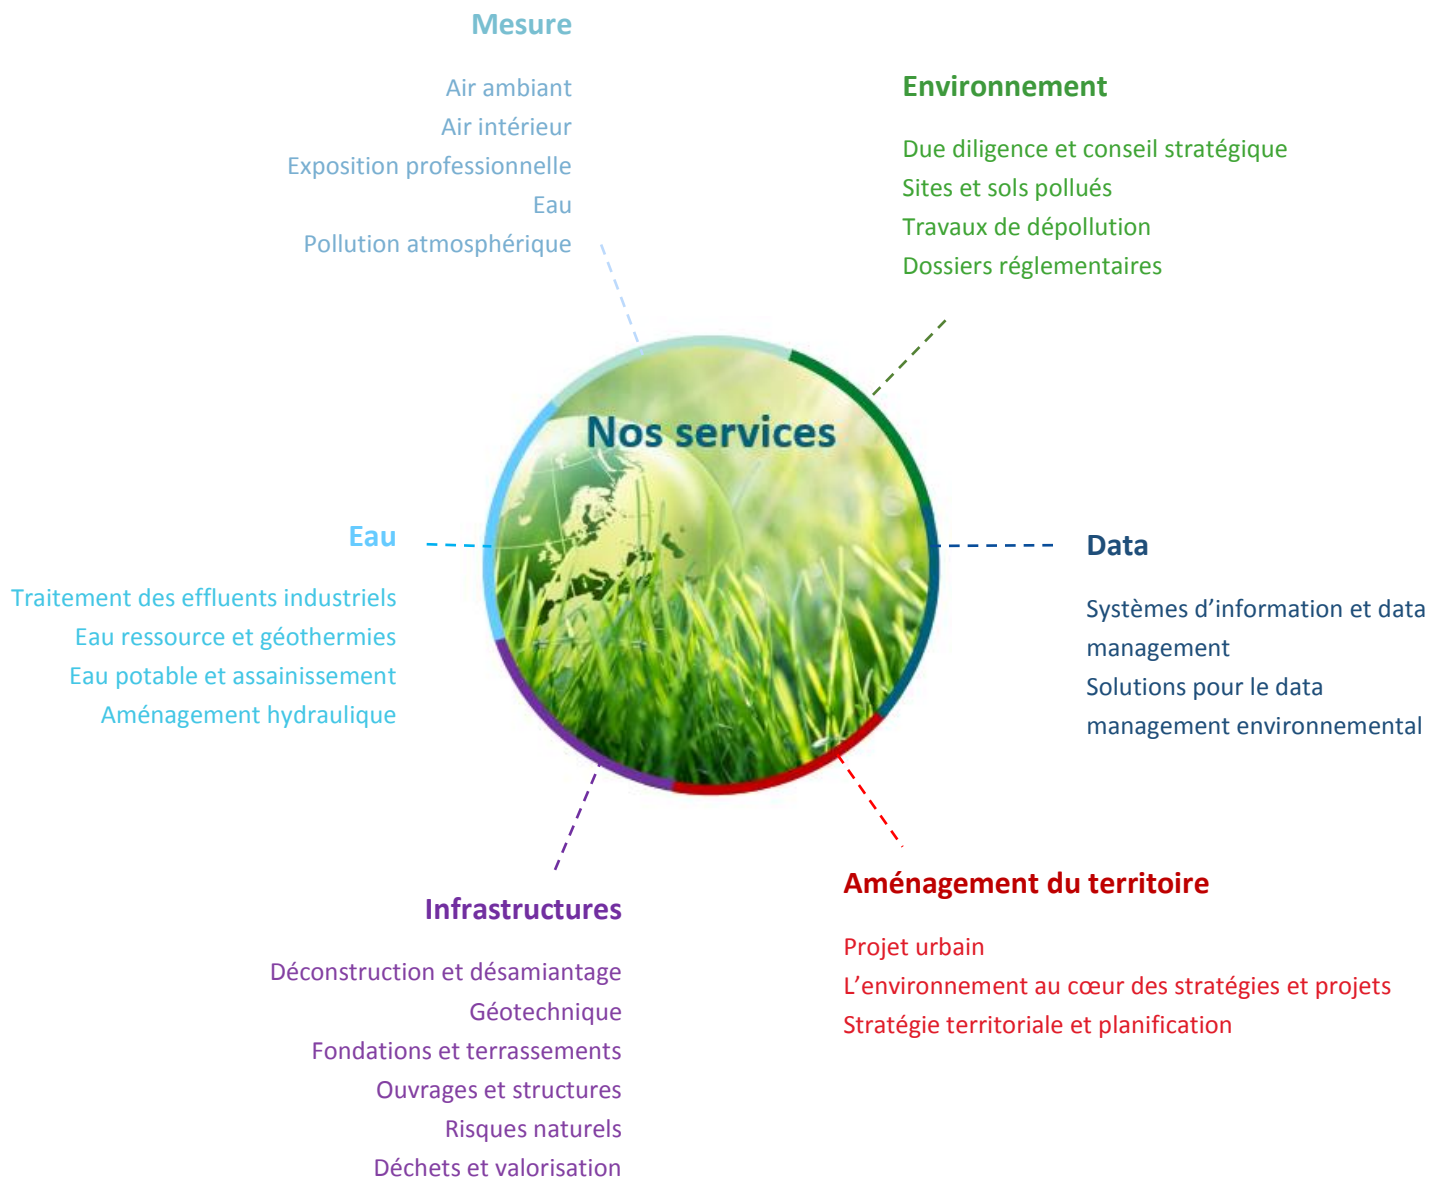 Mesure
Air ambiant
Air intérieur
Exposition professionnelle
Eau
Pollution atmosphérique
Environnement
Due diligence et conseil stratégique
Sites et sols pollués
Travaux de dépollution
Dossiers réglementaires
Nos services
Eau
Traitement des effluents industriels
Eau ressource et géothermies
Eau potable et assainissement
Aménagement hydraulique
Data
Systèmes d’information et data
management
Solutions pour le data
management environnemental
Infrastructures
Déconstruction et désamiantage
Géotechnique
Fondations et terrassements
Ouvrages et structures
Risques naturels
Déchets et valorisation
Aménagement du territoire
Projet urbain
L’environnement au cœur des stratégies et projets
Stratégie territoriale et planification